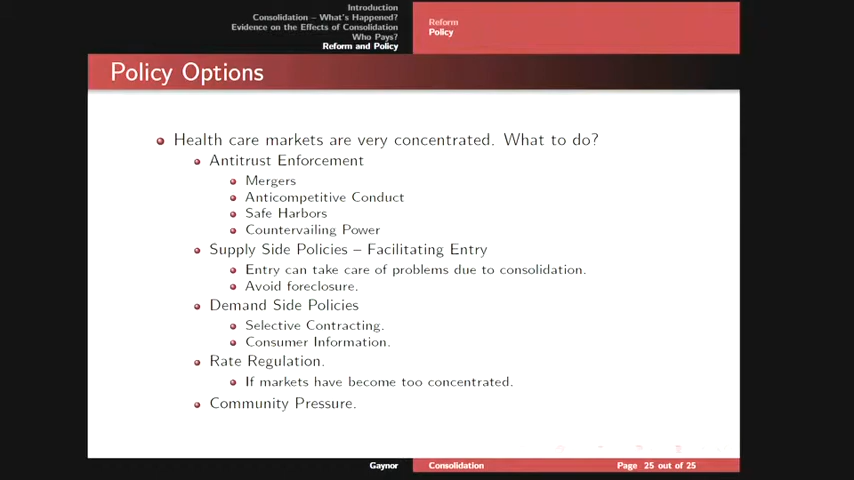 Introduction
Consolidation – What's Happened?
Evidence on the Effects of Consolidation
Who Pays?
Reform and Policy
Reform
Policy
Policy Options
Health care markets are very concentrated. What to do?
Antitrust Enforcement
Mergers
Anticompetitive Conduct
Safe Harbors
Countervailing Power
Supply Side Policies – Facilitating Entry
Entry can take care of problems due to consolidation.
Avoid foreclosure.
Demand Side Policies
Selective Contracting.
Consumer Information.
Rate Regulation.
If markets have become too concentrated.
Community Pressure.
Gaynor
Consolidation
Page 25 out of 25